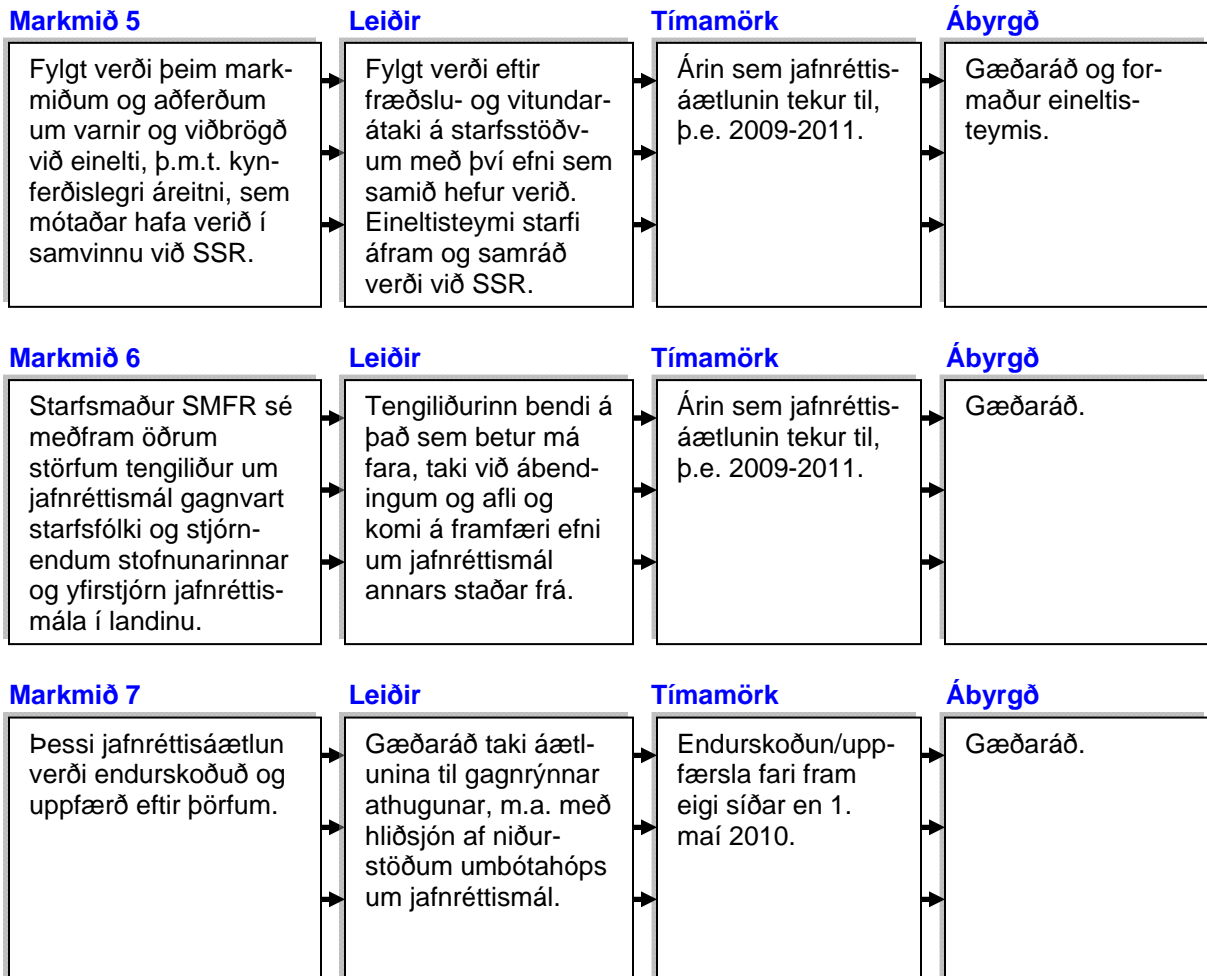 Markmið 5
Fylgt verði þeim mark-
miðum og aðferðum
um varnir og viðbrögð
við einelti, þ.m.t. kyn-
ferðislegri áreitni, sem
mótaðar hafa verið í
samvinnu við SSR.
Leiðir
Fylgt verði eftir
fræðslu- og vitundar-
átaki á starfsstöðv-
um með því efni sem
samið hefur verið.
Eineltisteymi starfi
áfram og samráð
verði við SSR.
Tímamörk
Árin sem jafnréttis-
áætlunin tekur til,
þ.e. 2009-2011.
Ábyrgð
Gæðaráð og for-
maður eineltis-
teymis.
Markmið 6
Starfsmaður SMFR sé
meðfram öðrum
störfum tengiliður um
jafnréttismál gagnvart
starfsfólki og stjórn-
endum stofnunarinnar
og yfirstjórn jafnréttis-
mála í landinu.
Leiðir
Tengiliðurinn bendi á
það sem betur má
fara, taki við ábend-
ingum og afli og
komi á framfæri efni
um jafnréttismál
annars staðar frá.
Tímamörk
Árin sem jafnréttis-
áætlunin tekur til,
þ.e. 2009-2011.
Ábyrgð
Gæðaráð.
Markmið 7
Þessi jafnréttisáætlun
verði endurskoðuð og
uppfærð eftir þörfum.
Leiðir
Gæðaráð taki áætl-
unina til gagnrýnnar
athugunar, m.a. með
hliðsjón af niður-
stöðum umbótahóps
um jafnréttismál.
Tímamörk
Endurskoðun/upp-
færsla fari fram
eigi síðar en 1.
maí 2010.
Ábyrgð
Gæðaráð.